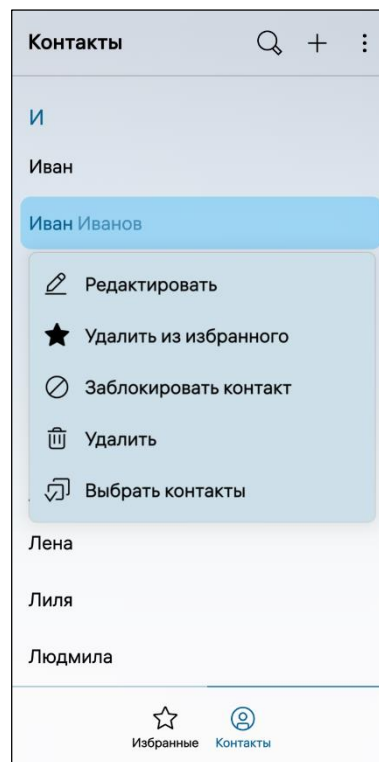 Контакты
И
Иван
Иван Иванов
Редактировать
Удалить из избранного
Заблокировать контакт
Удалить
Выбрать контакты
Лена
Лиля
Людмила
Избранные Контакты